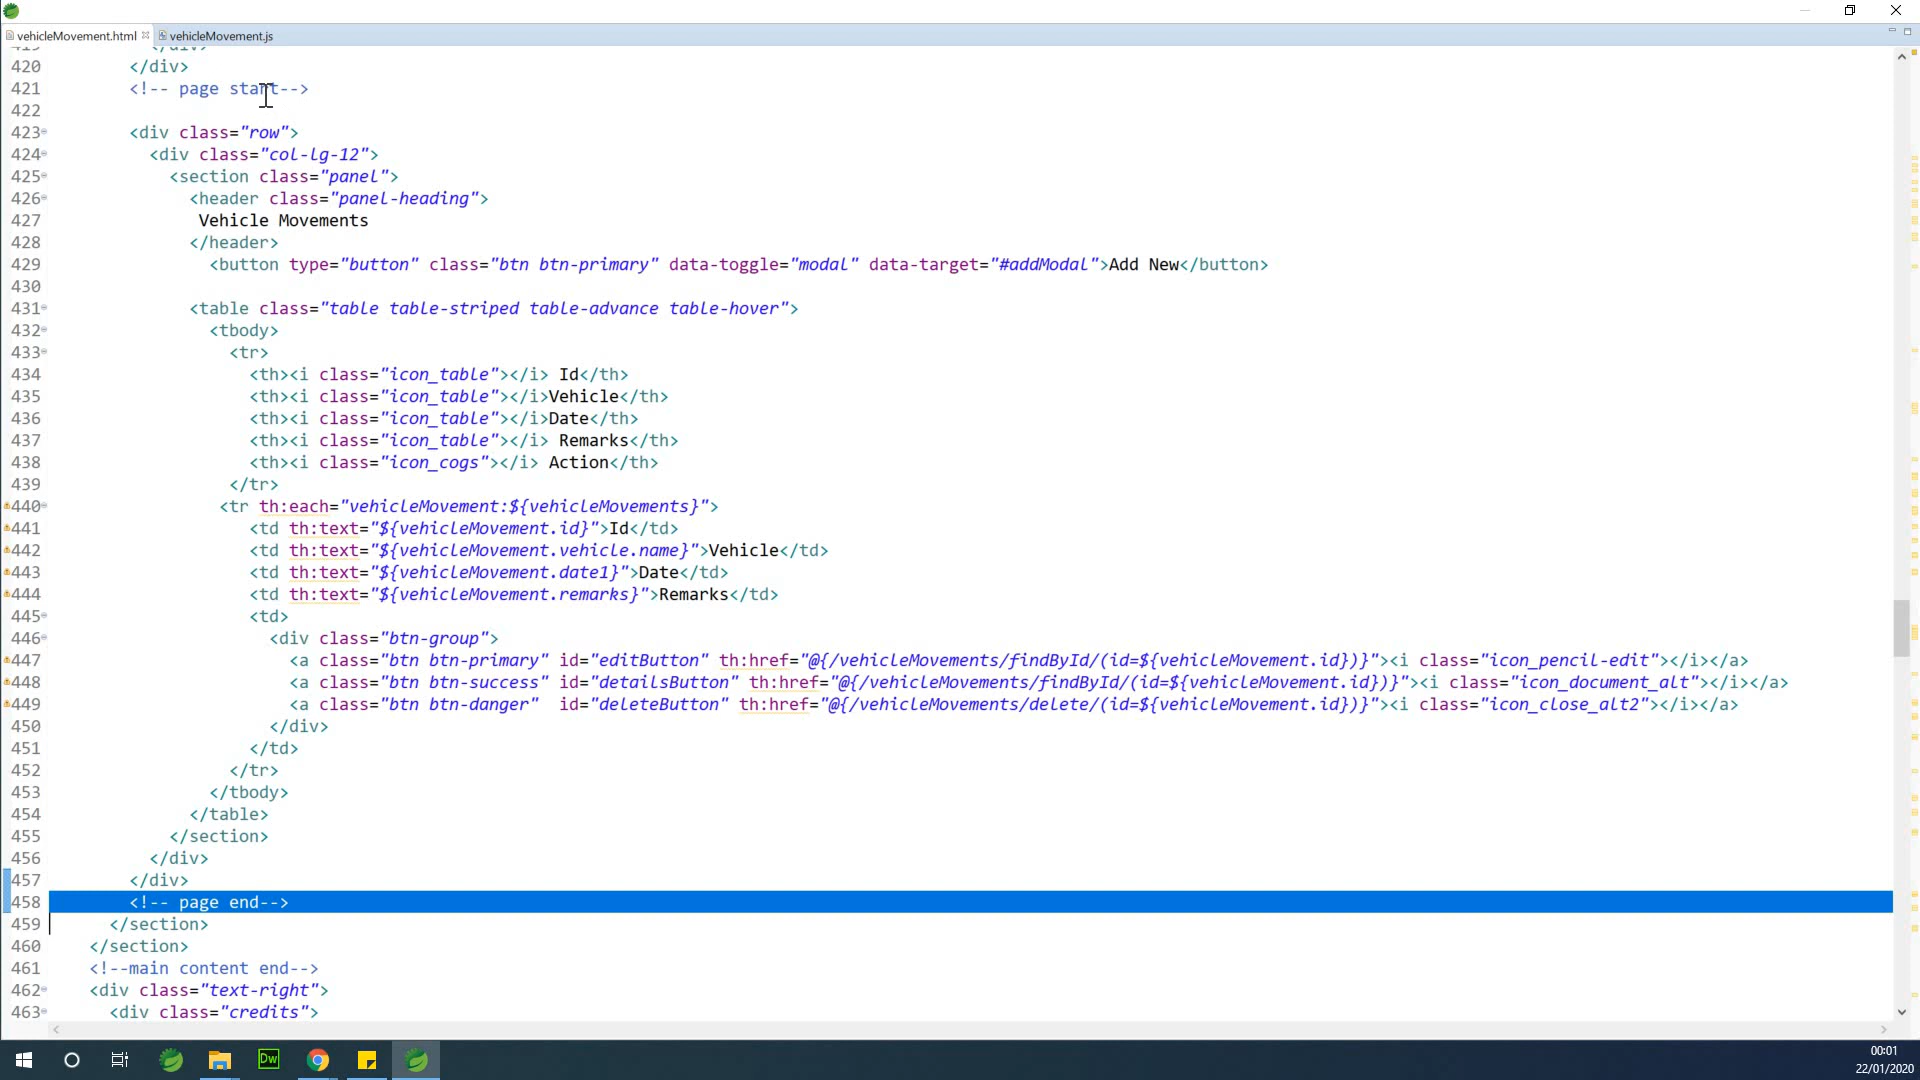 vehicleMovement.html
vehicleMovement.js
419 </div>
420 </div>
421 <!-- page start-->
422
423 <div class="row">
424 <div class="col-lg-12">
425 <section class="panel">
426 <header class="panel-heading">
427 Vehicle Movements
428 </header>
429 <button type="button" class="btn btn-primary" data-toggle="modal" data-target="#addModal">Add New</button>
430
431 <table class="table table-striped table-advance table-hover">
432 <tbody>
433 <tr>
434 <th><i class="icon_table"></i> Id</th>
435 <th><i class="icon_table"></i>Vehicle</th>
436 <th><i class="icon_table"></i>Date</th>
437 <th><i class="icon_table"></i> Remarks</th>
438 <th><i class="icon_cogs"></i> Action</th>
439 </tr>
440 <tr th:each="vehicleMovement:${vehicleMovements}">
441 <td th:text="${vehicleMovement.id}">Id</td>
442 <td th:text="${vehicleMovement.vehicle.name}">Vehicle</td>
443 <td th:text="${vehicleMovement.date1}">Date</td>
444 <td th:text="${vehicleMovement.remarks}">Remarks</td>
445 <td>
446 <div class="btn-group">
447 <a class="btn btn-primary" id="editButton" th:href="@{/vehicleMovements/findById/(id=${vehicleMovement.id})}"><i class="icon_pencil-edit"></i></a>
448 <a class="btn btn-success" id="detailsButton" th:href="@{/vehicleMovements/findById/(id=${vehicleMovement.id})}"><i class="icon_document_alt"></i></a>
449 <a class="btn btn-danger"  id="deleteButton" th:href="@{/vehicleMovements/delete/(id=${vehicleMovement.id})}"><i class="icon_close_alt2"></i></a>
450 </div>
451 </td>
452 </tr>
453 </tbody>
454 </table>
455 </section>
456 </div>
457 </div>
458 <!-- page end-->
459 </section>
460 </section>
461 <!--main content end-->
462 <div class="text-right">
463 <div class="credits">
Dw
00:01
22/01/2020